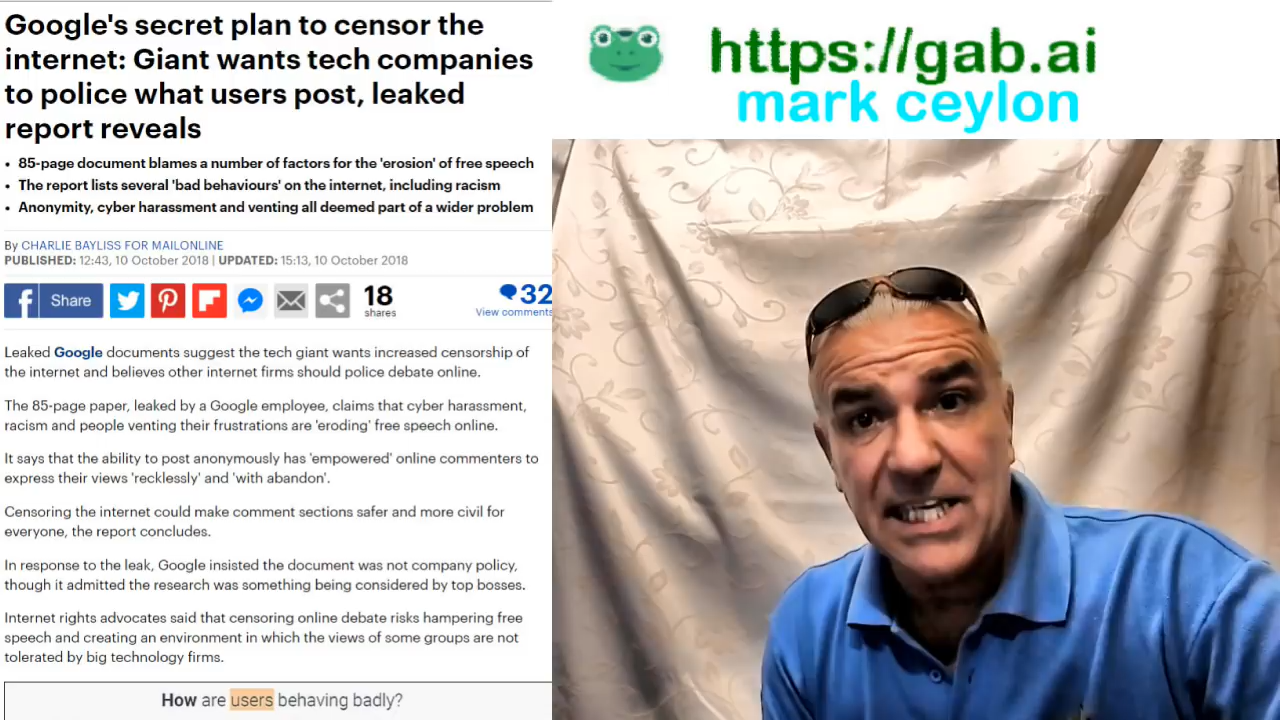 Google's secret plan to censor the
internet: Giant wants tech companies
to police what users post, leaked
report reveals
• 85-page document blames a number of factors for the 'erosion' of free speech
• The report lists several 'bad behaviours' on the internet, including racism
• Anonymity, cyber harassment and venting all deemed part of a wider problem
By CHARLIE BAYLISS FOR MAILONLINE
PUBLISHED: 12:43, 10 October 2018 | UPDATED: 15:13, 10 October 2018
f Share
18
shares
32
View comments
Leaked Google documents suggest the tech giant wants increased censorship of
the internet and believes other internet firms should police debate online.
The 85-page paper, leaked by a Google employee, claims that cyber harassment,
racism and people venting their frustrations are 'eroding' free speech online.
It says that the ability to post anonymously has 'empowered' online commenters to
express their views 'recklessly' and 'with abandon'.
Censoring the internet could make comment sections safer and more civil for
everyone, the report concludes.
In response to the leak, Google insisted the document was not company policy,
though it admitted the research was something being considered by top bosses.
Internet rights advocates said that censoring online debate risks hampering free
speech and creating an environment in which the views of some groups are not
tolerated by big technology firms.
How are users behaving badly?
https://gab.ai
mark ceylon